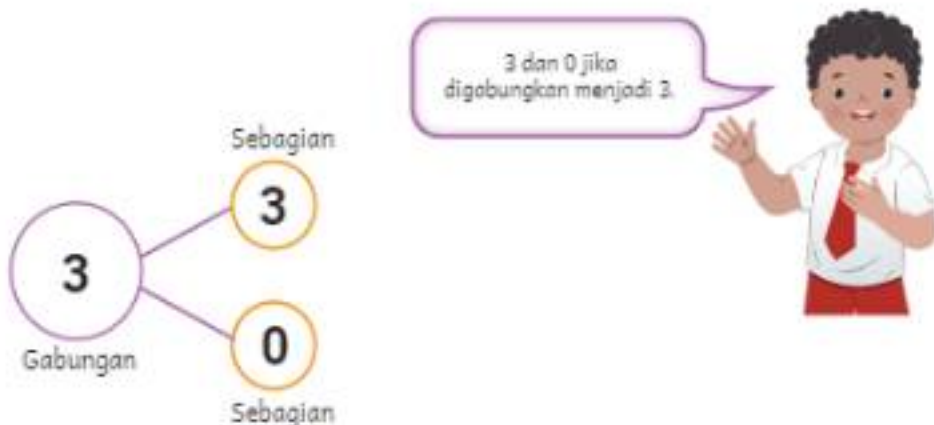 3 dan 0 jika
digabungkan menjadi 3.
Sebagian
3
3
Gabungan
0
Sebagian